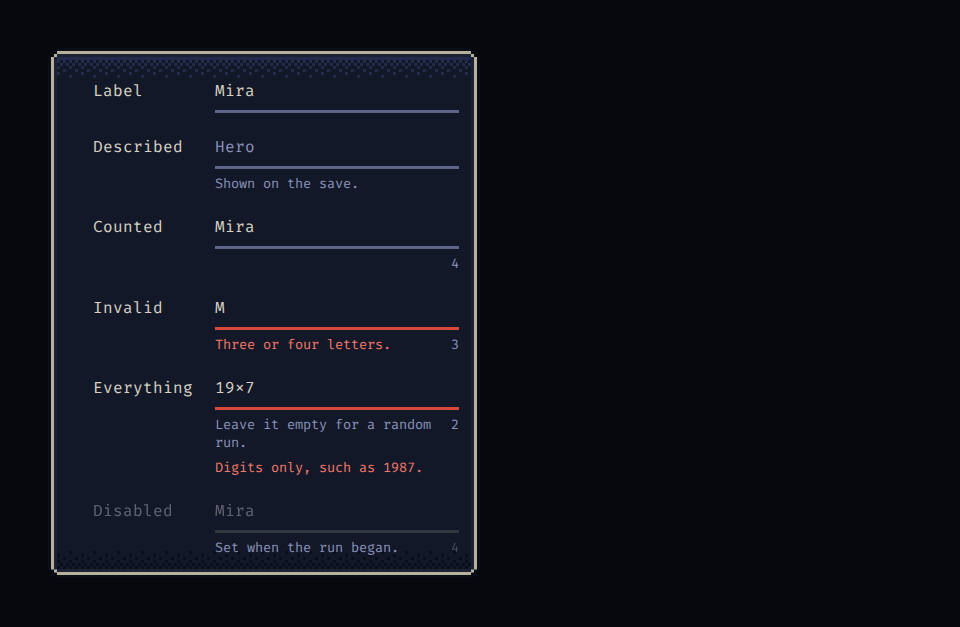 Label Mira
Described Hero
Shown on the save.
Counted Mira
4
Invalid M
Three or four letters. 3
Everything 19×7
Leave it empty for a random 2
run.
Digits only, such as 1987.
Disabled Mira
Set when the run began. 4